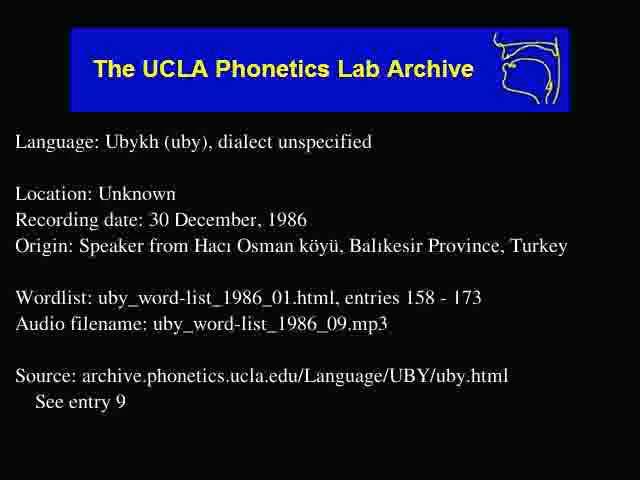 The UCLA Phonetics Lab Archive
Language: Ubykh (uby), dialect unspecified
Location: Unknown
Recording date: 30 December, 1986
Origin: Speaker from Hacı Osman köyü, Balıkesir Province, Turkey
Wordlist: uby_word-list_1986_01.html, entries 158 - 173
Audio filename: uby_word-list_1986_09.mp3
Source: archive.phonetics.ucla.edu/Language/UBY/uby.html
See entry 9